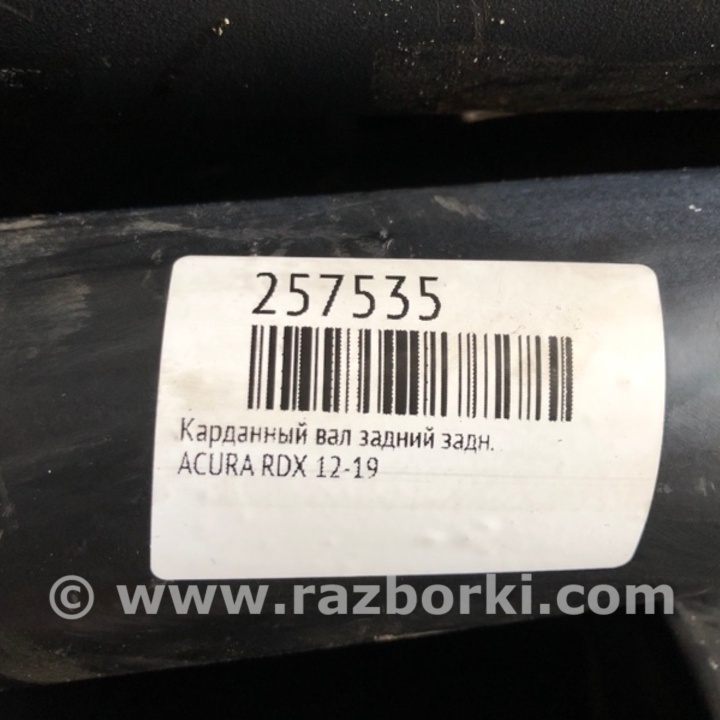 257535
Карданный вал задний задн.
ACURA RDX 12-19
© www.razborki.com